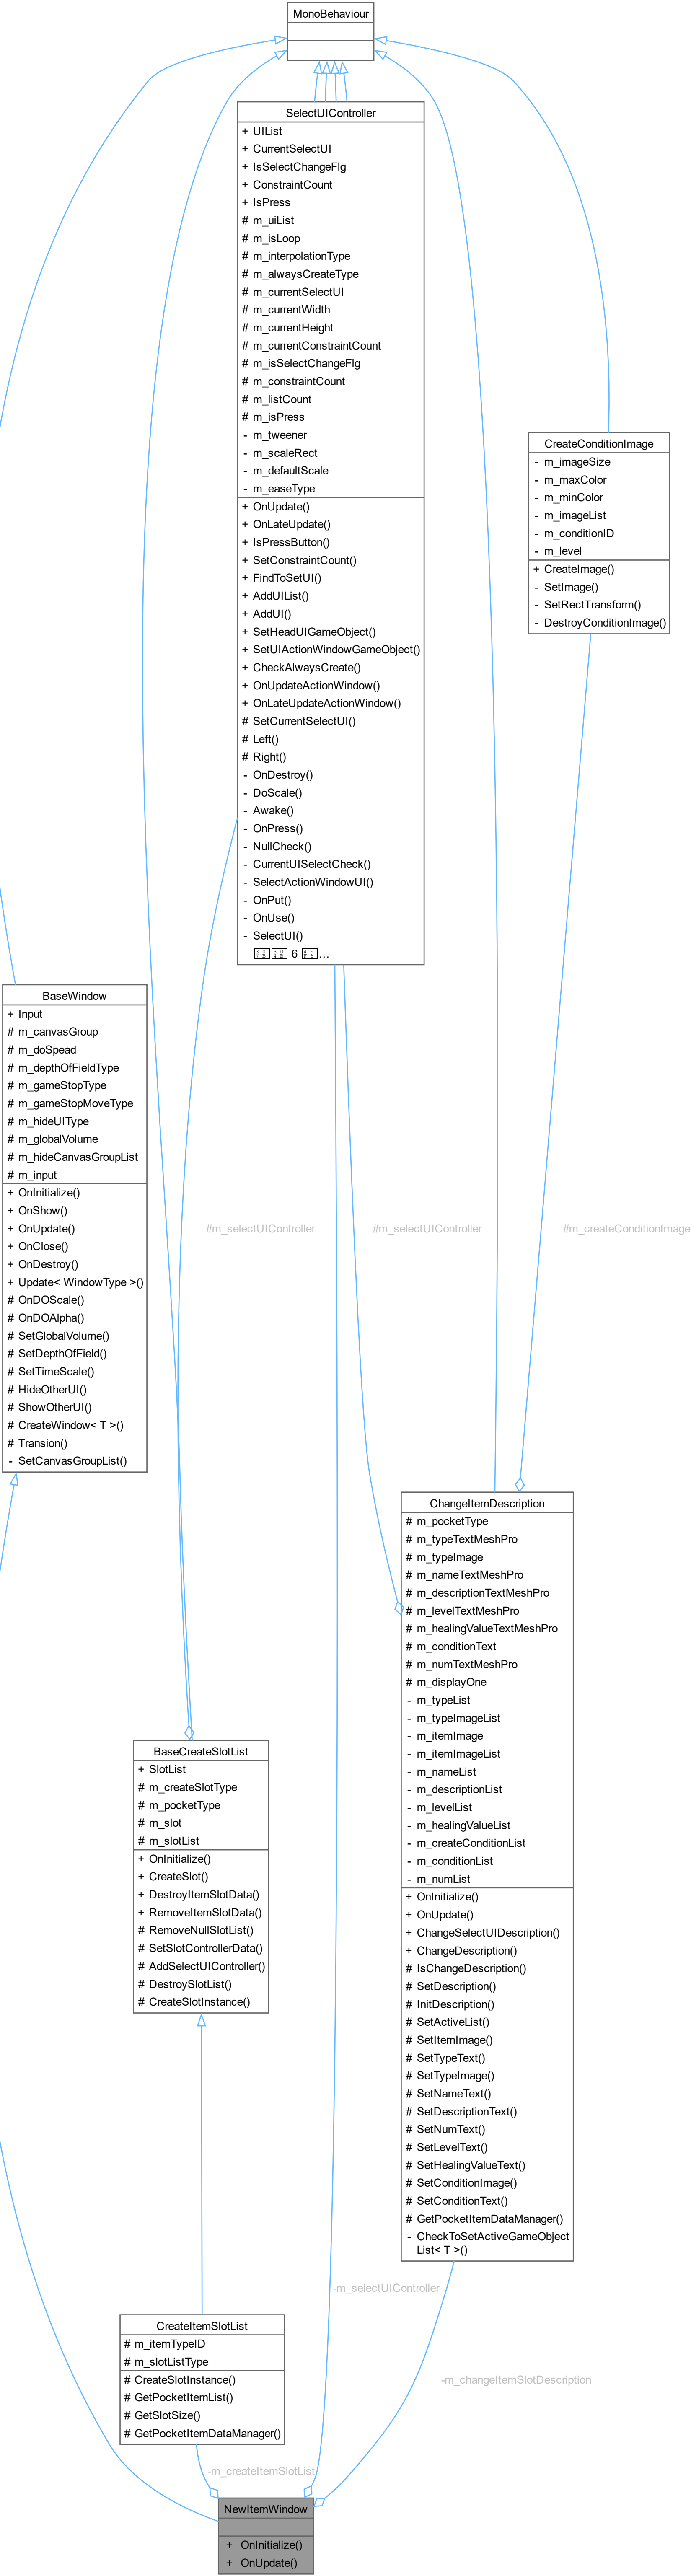 MonoBehaviour
SelectUIController
+ UIList
+ CurrentSelectUI
+ IsSelectChangeFlg
+ ConstraintCount
+ IsPress
# m_uiList
# m_isLoop
# m_interpolationType
# m_alwaysCreateType
# m_currentSelectUI
# m_currentWidth
# m_currentHeight
# m_currentConstraintCount
# m_isSelectChangeFlg
# m_constraintCount
# m_listCount
# m_isPress
- m_tweener
- m_scaleRect
- m_defaultScale
- m_easeType
+ OnUpdate()
+ OnLateUpdate()
+ IsPressButton()
+ SetConstraintCount()
+ FindToSetUI()
+ AddUIList()
+ AddUI()
+ SetHeadUIGameObject()
+ SetUIActionWindowGameObject()
+ CheckAlwaysCreate()
+ OnUpdateActionWindow()
+ OnLateUpdateActionWindow()
# SetCurrentSelectUI()
# Left()
# Right()
- OnDestroy()
- DoScale()
- Awake()
- OnPress()
- NullCheck()
- CurrentUISelectCheck()
- SelectActionWindowUI()
- OnPut()
- OnUse()
- SelectUI()
6 ...
CreateConditionImage
- m_imageSize
- m_maxColor
- m_minColor
- m_imageList
- m_conditionID
- m_level
+ CreateImage()
- SetImage()
- SetRectTransform()
- DestroyConditionImage()
BaseWindow
+ Input
# m_canvasGroup
# m_doSpead
# m_depthOfFieldType
# m_gameStopType
# m_gameStopMoveType
# m_hideUIType
# m_globalVolume
# m_hideCanvasGroupList
# m_input
+ OnInitialize()
+ OnShow()
+ OnUpdate()
+ OnClose()
+ OnDestroy()
+ Update< WindowType >()
# OnDOScale()
# OnDOAlpha()
# SetGlobalVolume()
# SetDepthOfField()
# SetTimeScale()
# HideOtherUI()
# ShowOtherUI()
# CreateWindow< T >()
# Transion()
- SetCanvasGroupList()
#m_selectUIController
#m_selectUIController
#m_createConditionImage
ChangeItemDescription
# m_pocketType
# m_typeTextMeshPro
# m_typeImage
# m_nameTextMeshPro
# m_descriptionTextMeshPro
# m_levelTextMeshPro
# m_healingValueTextMeshPro
# m_conditionText
# m_numTextMeshPro
# m_displayOne
- m_typeList
- m_typeImageList
- m_itemImage
- m_itemImageList
- m_nameList
- m_descriptionList
- m_levelList
- m_healingValueList
- m_createConditionList
- m_conditionList
- m_numList
+ OnInitialize()
+ OnUpdate()
+ ChangeSelectUIDescription()
+ ChangeDescription()
# IsChangeDescription()
# SetDescription()
# InitDescription()
# SetActiveList()
# SetItemImage()
# SetTypeText()
# SetTypeImage()
# SetNameText()
# SetDescriptionText()
# SetNumText()
# SetLevelText()
# SetHealingValueText()
# SetConditionImage()
# SetConditionText()
# GetPocketItemDataManager()
- CheckToSetActiveGameObject
List< T >()
BaseCreateSlotList
+ SlotList
# m_createSlotType
# m_pocketType
# m_slot
# m_slotList
+ OnInitialize()
+ CreateSlot()
+ DestroyItemSlotData()
+ RemoveItemSlotData()
# RemoveNullSlotList()
# SetSlotControllerData()
# AddSelectUIController()
# DestroySlotList()
# CreateSlotInstance()
-m_selectUIController
CreateItemSlotList
# m_itemTypeID
# m_slotListType
# CreateSlotInstance()
# GetPocketItemList()
# GetSlotSize()
# GetPocketItemDataManager()
-m_changeItemSlotDescription
-m_createItemSlotList
NewItemWindow
+ OnInitialize()
+ OnUpdate()